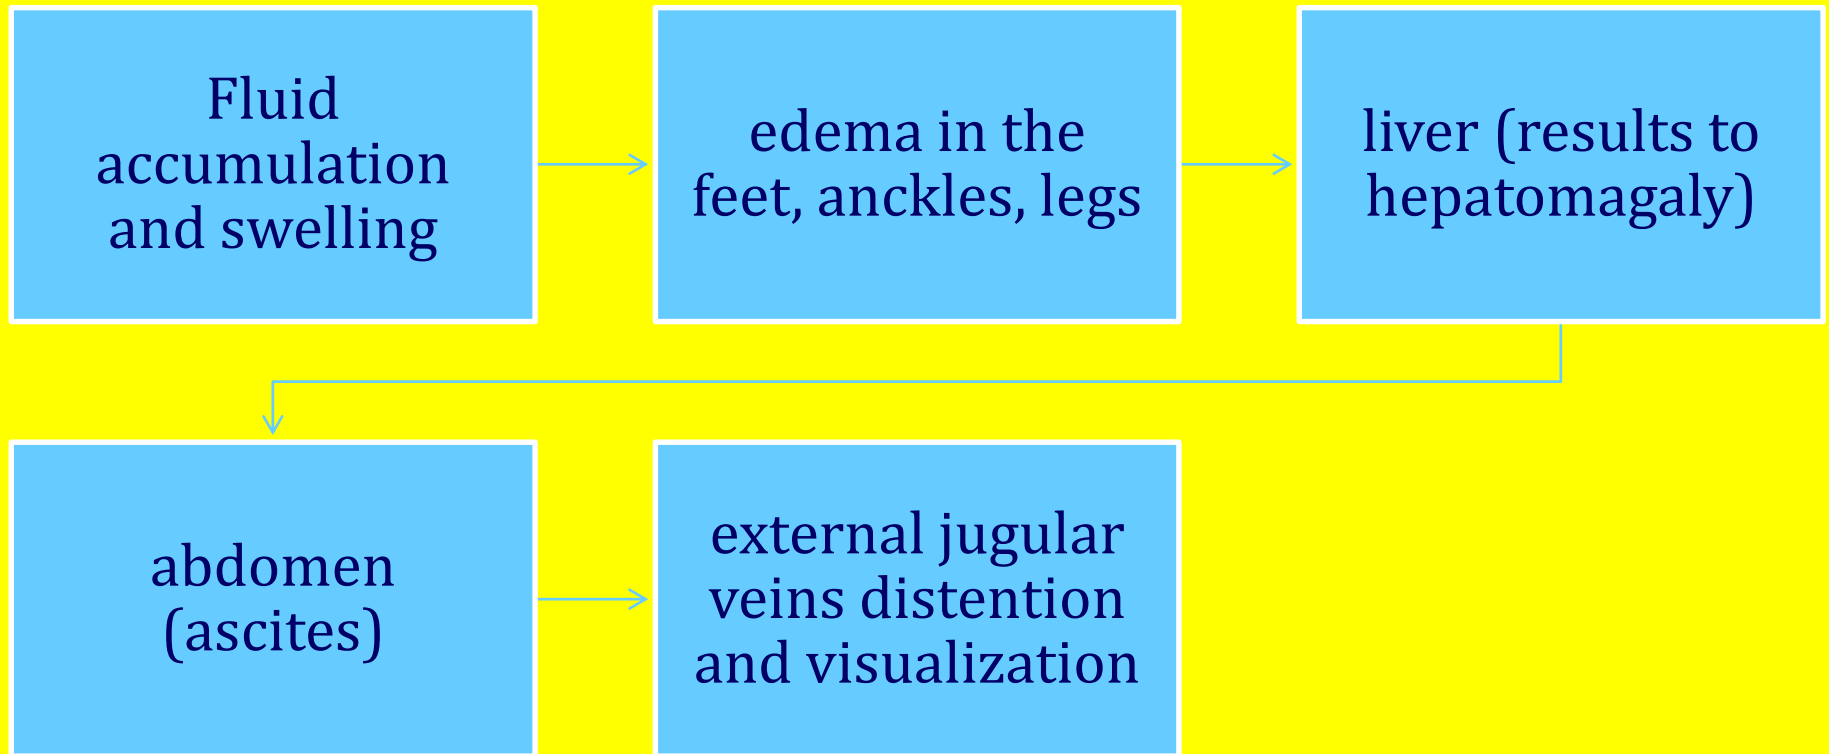 Fluid
accumulation
and swelling
edema in the
feet, anckles, legs
liver (results to
hepatomagaly)
abdomen
(ascites)
external jugular
veins distention
and visualization